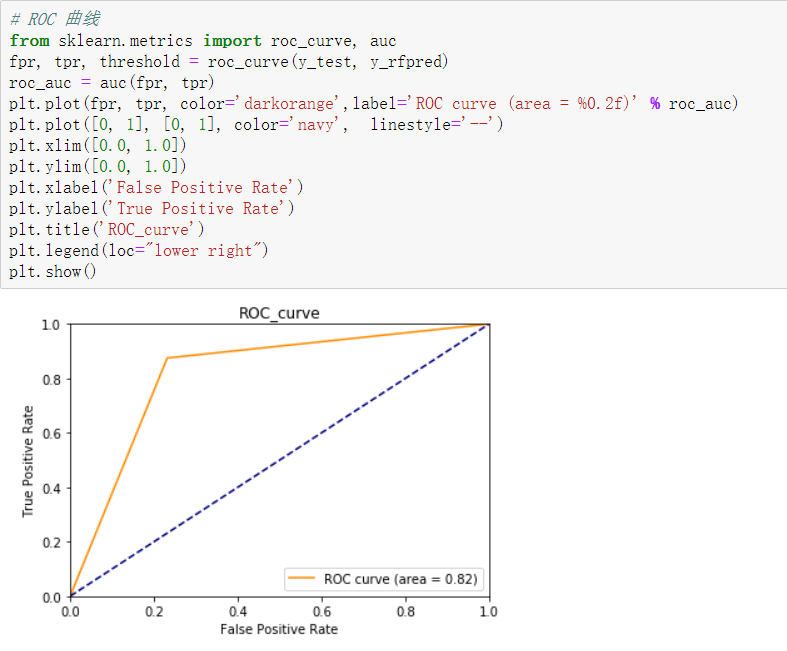 # ROC 曲线
from sklearn.metrics import roc_curve, auc
fpr, tpr, threshold = roc_curve(y_test, y_rfpred)
roc_auc = auc(fpr, tpr)
plt.plot(fpr, tpr, color='darkorange',label='ROC curve (area = %0.2f)' % roc_auc)
plt.plot([0, 1], [0, 1], color='navy',  linestyle='--')
plt.xlim([0.0, 1.0])
plt.ylim([0.0, 1.0])
plt.xlabel('False Positive Rate')
plt.ylabel('True Positive Rate')
plt.title('ROC_curve')
plt.legend(loc="lower right")
plt.show()
ROC_curve
1.0
0.8
0.6
0.4
0.2
0.0
True Positive Rate
ROC curve (area = 0.82)
0.0 0.2 0.4 0.6 0.8 1.0
False Positive Rate